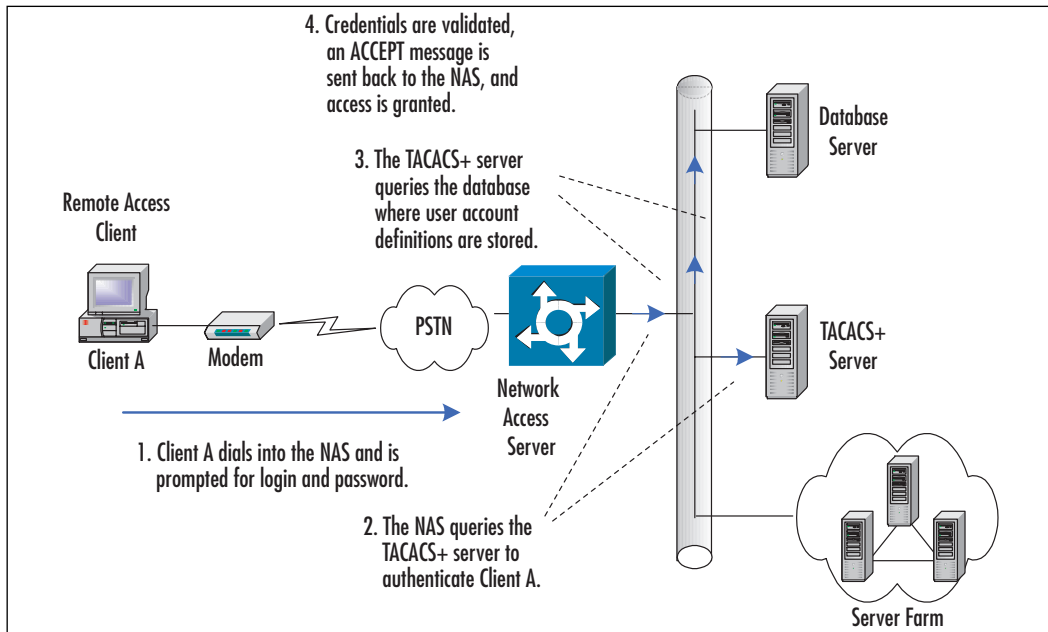 4. Credentials are validated,
an ACCEPT message is
sent back to the NAS, and
access is granted.
Database
Server
3. The TACACS+ server
queries the database
where user account
definitions are stored.
Remote Access
Client
PSTN
Client A
Modem
TACACS+
Server
Network
Access
Server
1. Client A dials into the NAS and is
prompted for login and password.
2. The NAS queries the
TACACS+ server to
authenticate Client A.
Server Farm